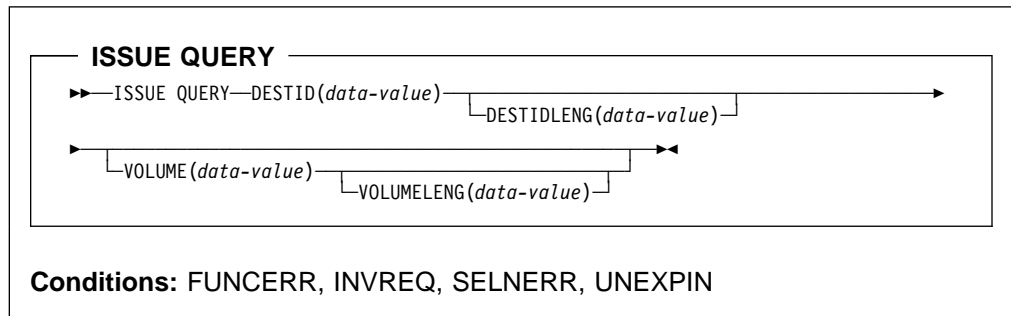 ISSUE QUERY
ISSUE QUERY DESTID(data-value)
DESTIDLENG(data-value)
VOLUME(data-value)
VOLUMELENG(data-value)
Conditions: FUNCERR, INVREQ, SELNERR, UNEXPIN